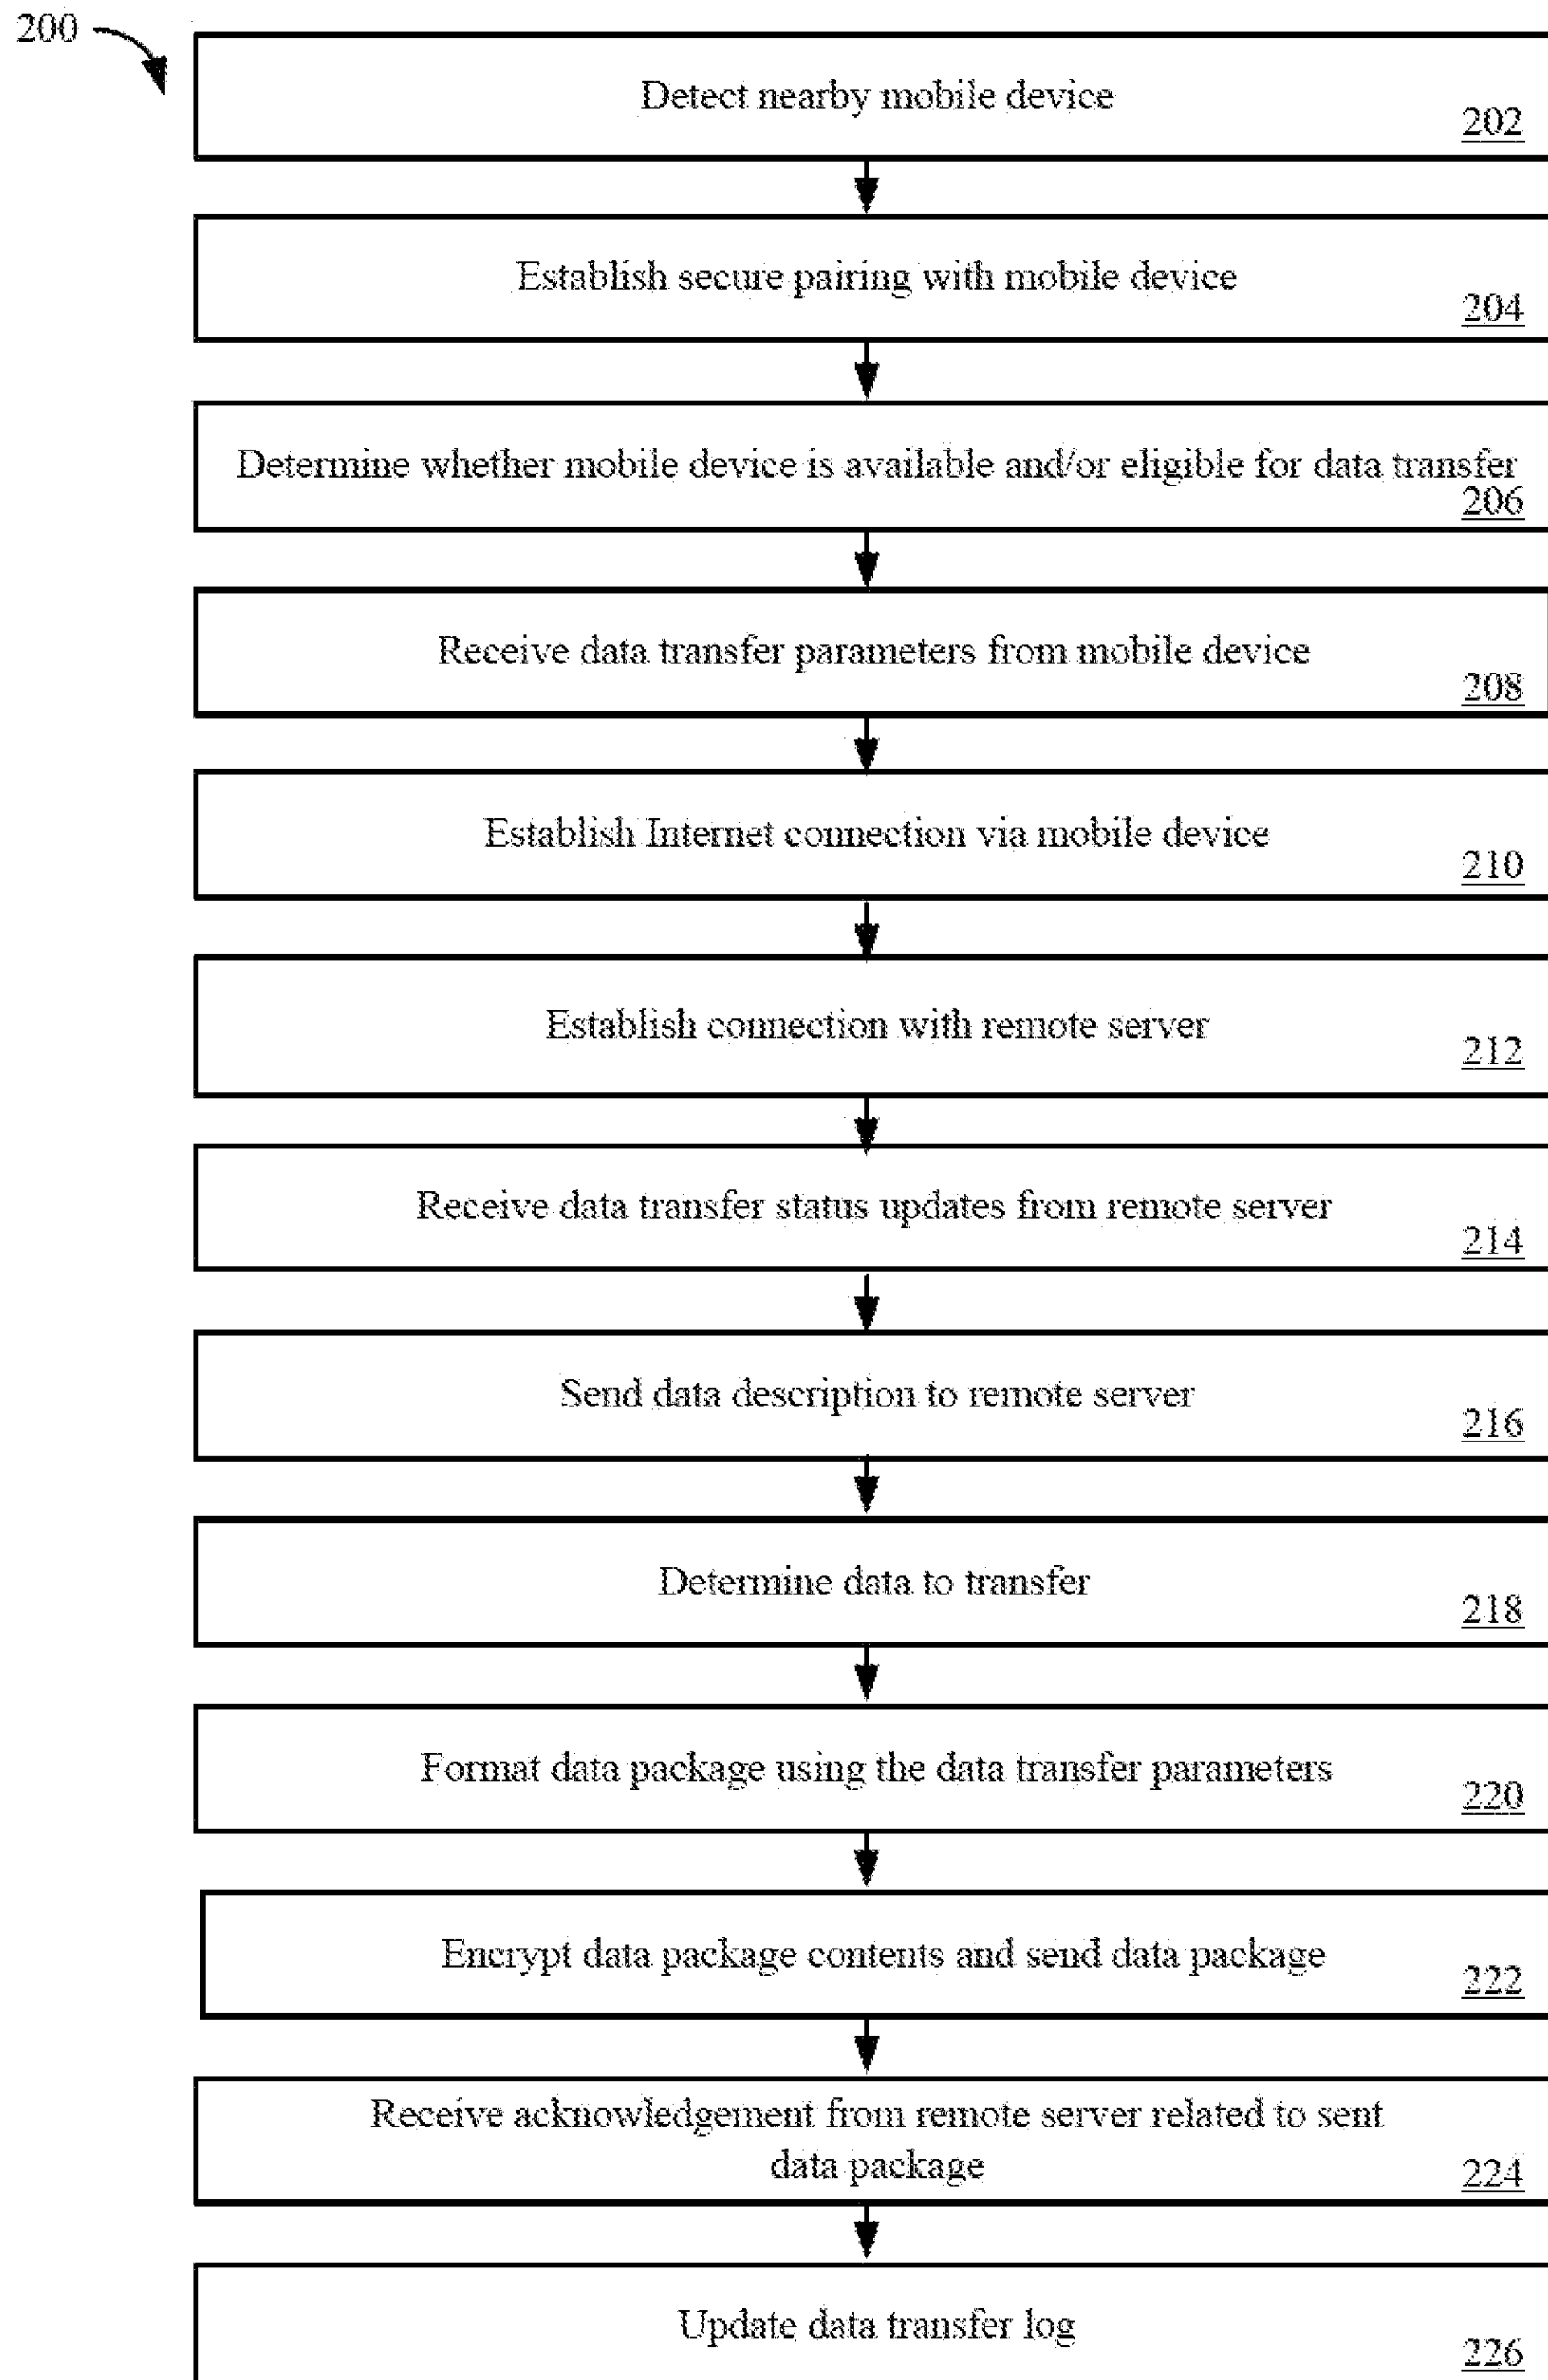 200
Detect nearby mobile device
202
Establish secure pairing with mobile device
204
Determine whether mobile device is available and/or eligible for data transfer
206
Receive data transfer parameters from mobile device
208
Establish Internet connection via mobile device
210
Establish connection with remote server
212
Receive data transfer status updates from remote server
214
Send data description to remote server
216
Determine data to transfer
218
Format data package using the data transfer parameters
220
Encrypt data package contents and send data package
222
Receive acknowledgement from remote server related to sent
data package
224
Update data transfer log
226